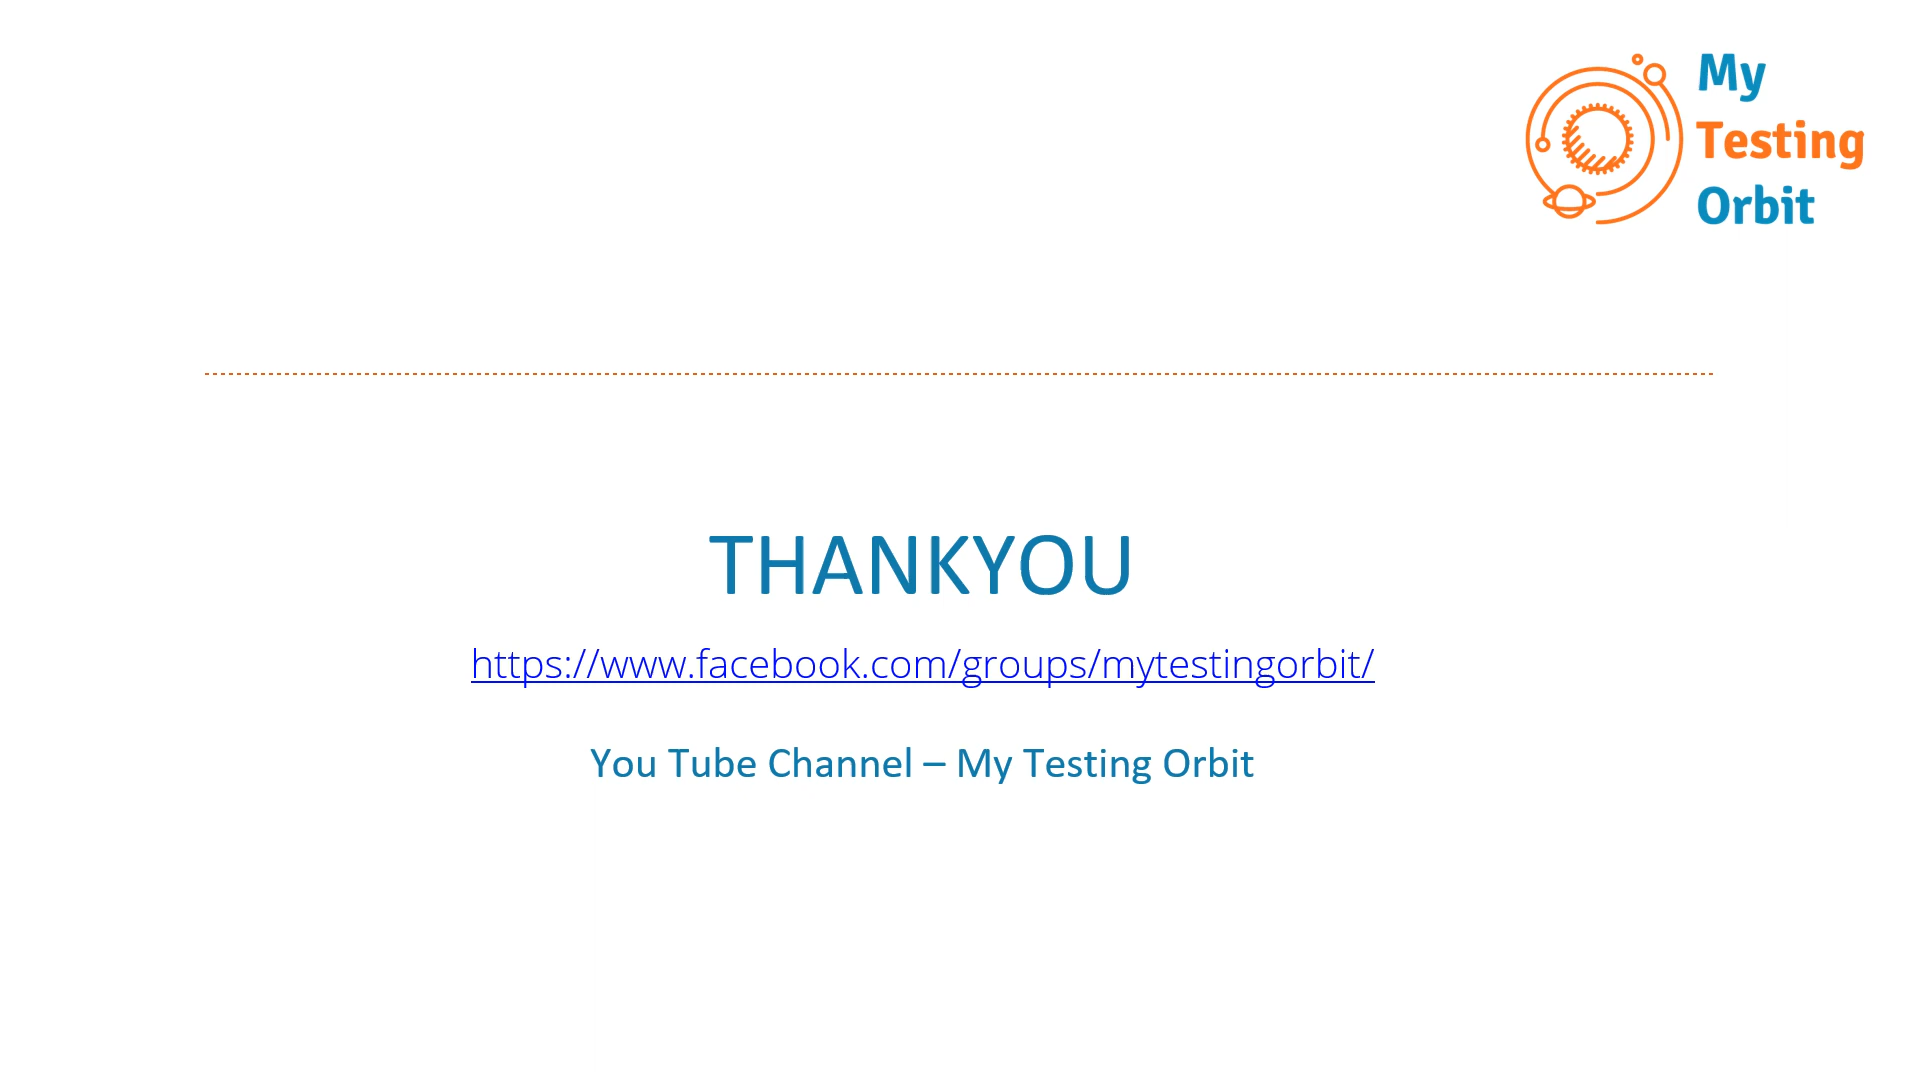 My
Testing
Orbit
THANKYOU
https://www.facebook.com/groups/mytestingorbit/
You Tube Channel – My Testing Orbit